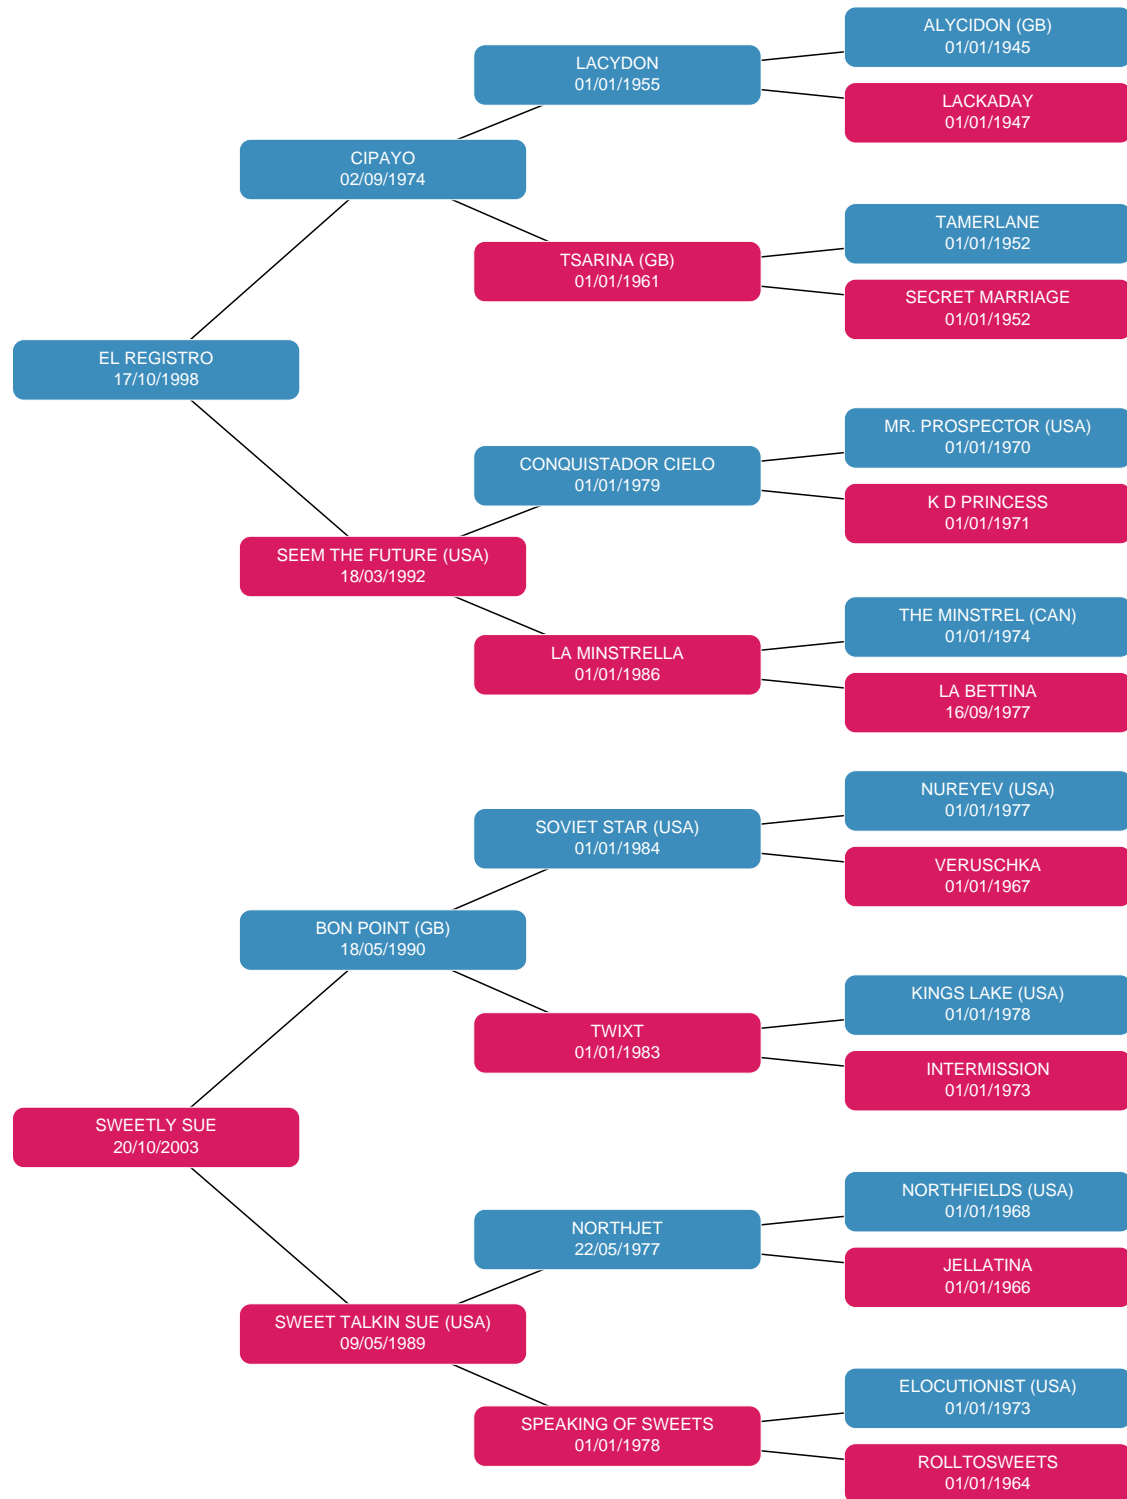 ALYCIDON (GB)
01/01/1945
LACYDON
01/01/1955
LACKADAY
01/01/1947
CIPAYO
02/09/1974
TAMERLANE
01/01/1952
TSARINA (GB)
01/01/1961
SECRET MARRIAGE
01/01/1952
EL REGISTRO
17/10/1998
MR. PROSPECTOR (USA)
01/01/1970
CONQUISTADOR CIELO
01/01/1979
K D PRINCESS
01/01/1971
SEEM THE FUTURE (USA)
18/03/1992
THE MINSTREL (CAN)
01/01/1974
LA MINSTRELLA
01/01/1986
LA BETTINA
16/09/1977
NUREYEV (USA)
01/01/1977
SOVIET STAR (USA)
01/01/1984
VERUSCHKA
01/01/1967
BON POINT (GB)
18/05/1990
KINGS LAKE (USA)
01/01/1978
TWIXT
01/01/1983
INTERMISSION
01/01/1973
SWEETLY SUE
20/10/2003
NORTHFIELDS (USA)
01/01/1968
NORTHJET
22/05/1977
JELLATINA
01/01/1966
SWEET TALKIN SUE (USA)
09/05/1989
ELOCUTIONIST (USA)
01/01/1973
SPEAKING OF SWEETS
01/01/1978
ROLLTOSWEETS
01/01/1964